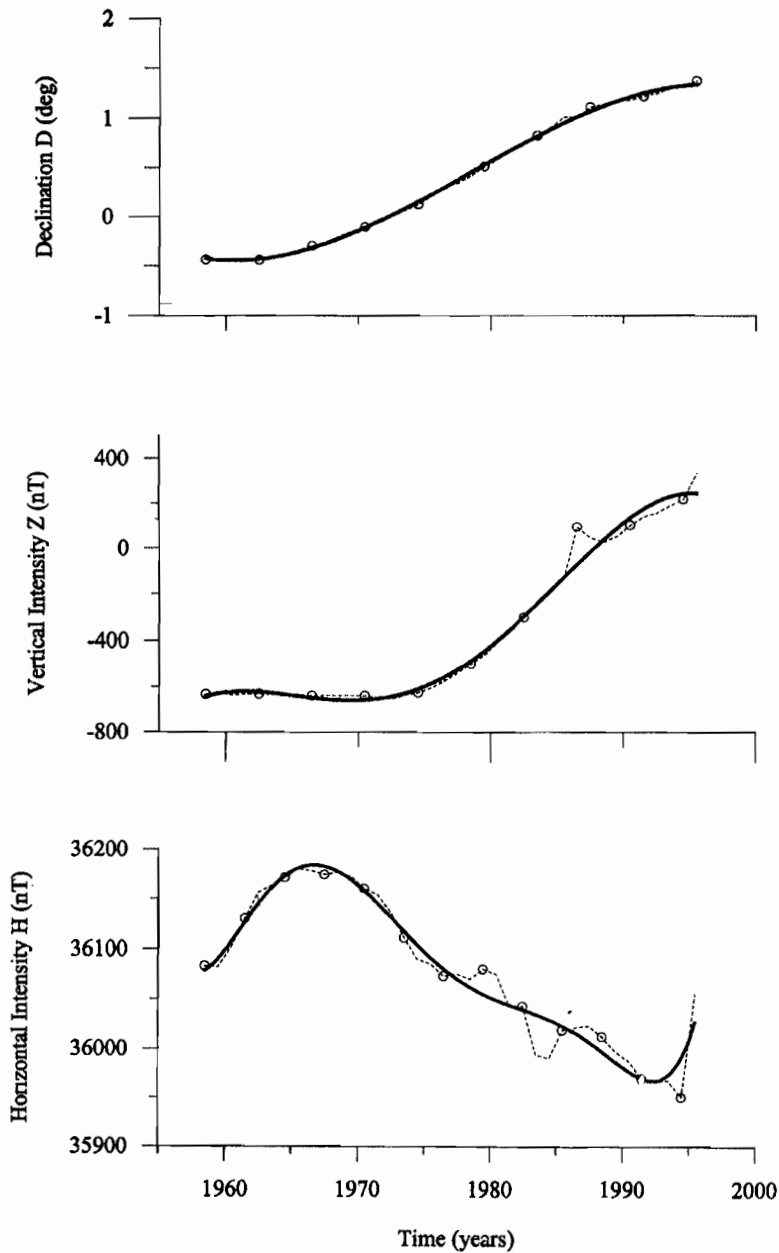 2
1
0
-1
Declination D (deg)
400
0
-400
-800
Vertical Intensity Z (nT)
36200
36100
36000
35900
Horizontal Intensity H (nT)
1960 1970 1980 1990 2000
Time (years)